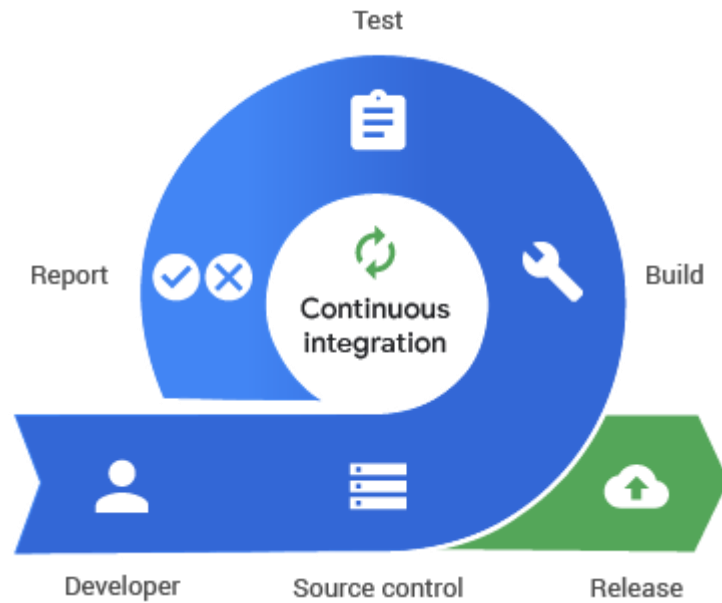 Test
Report
Continuous
integration
Build
Developer
Source control
Release